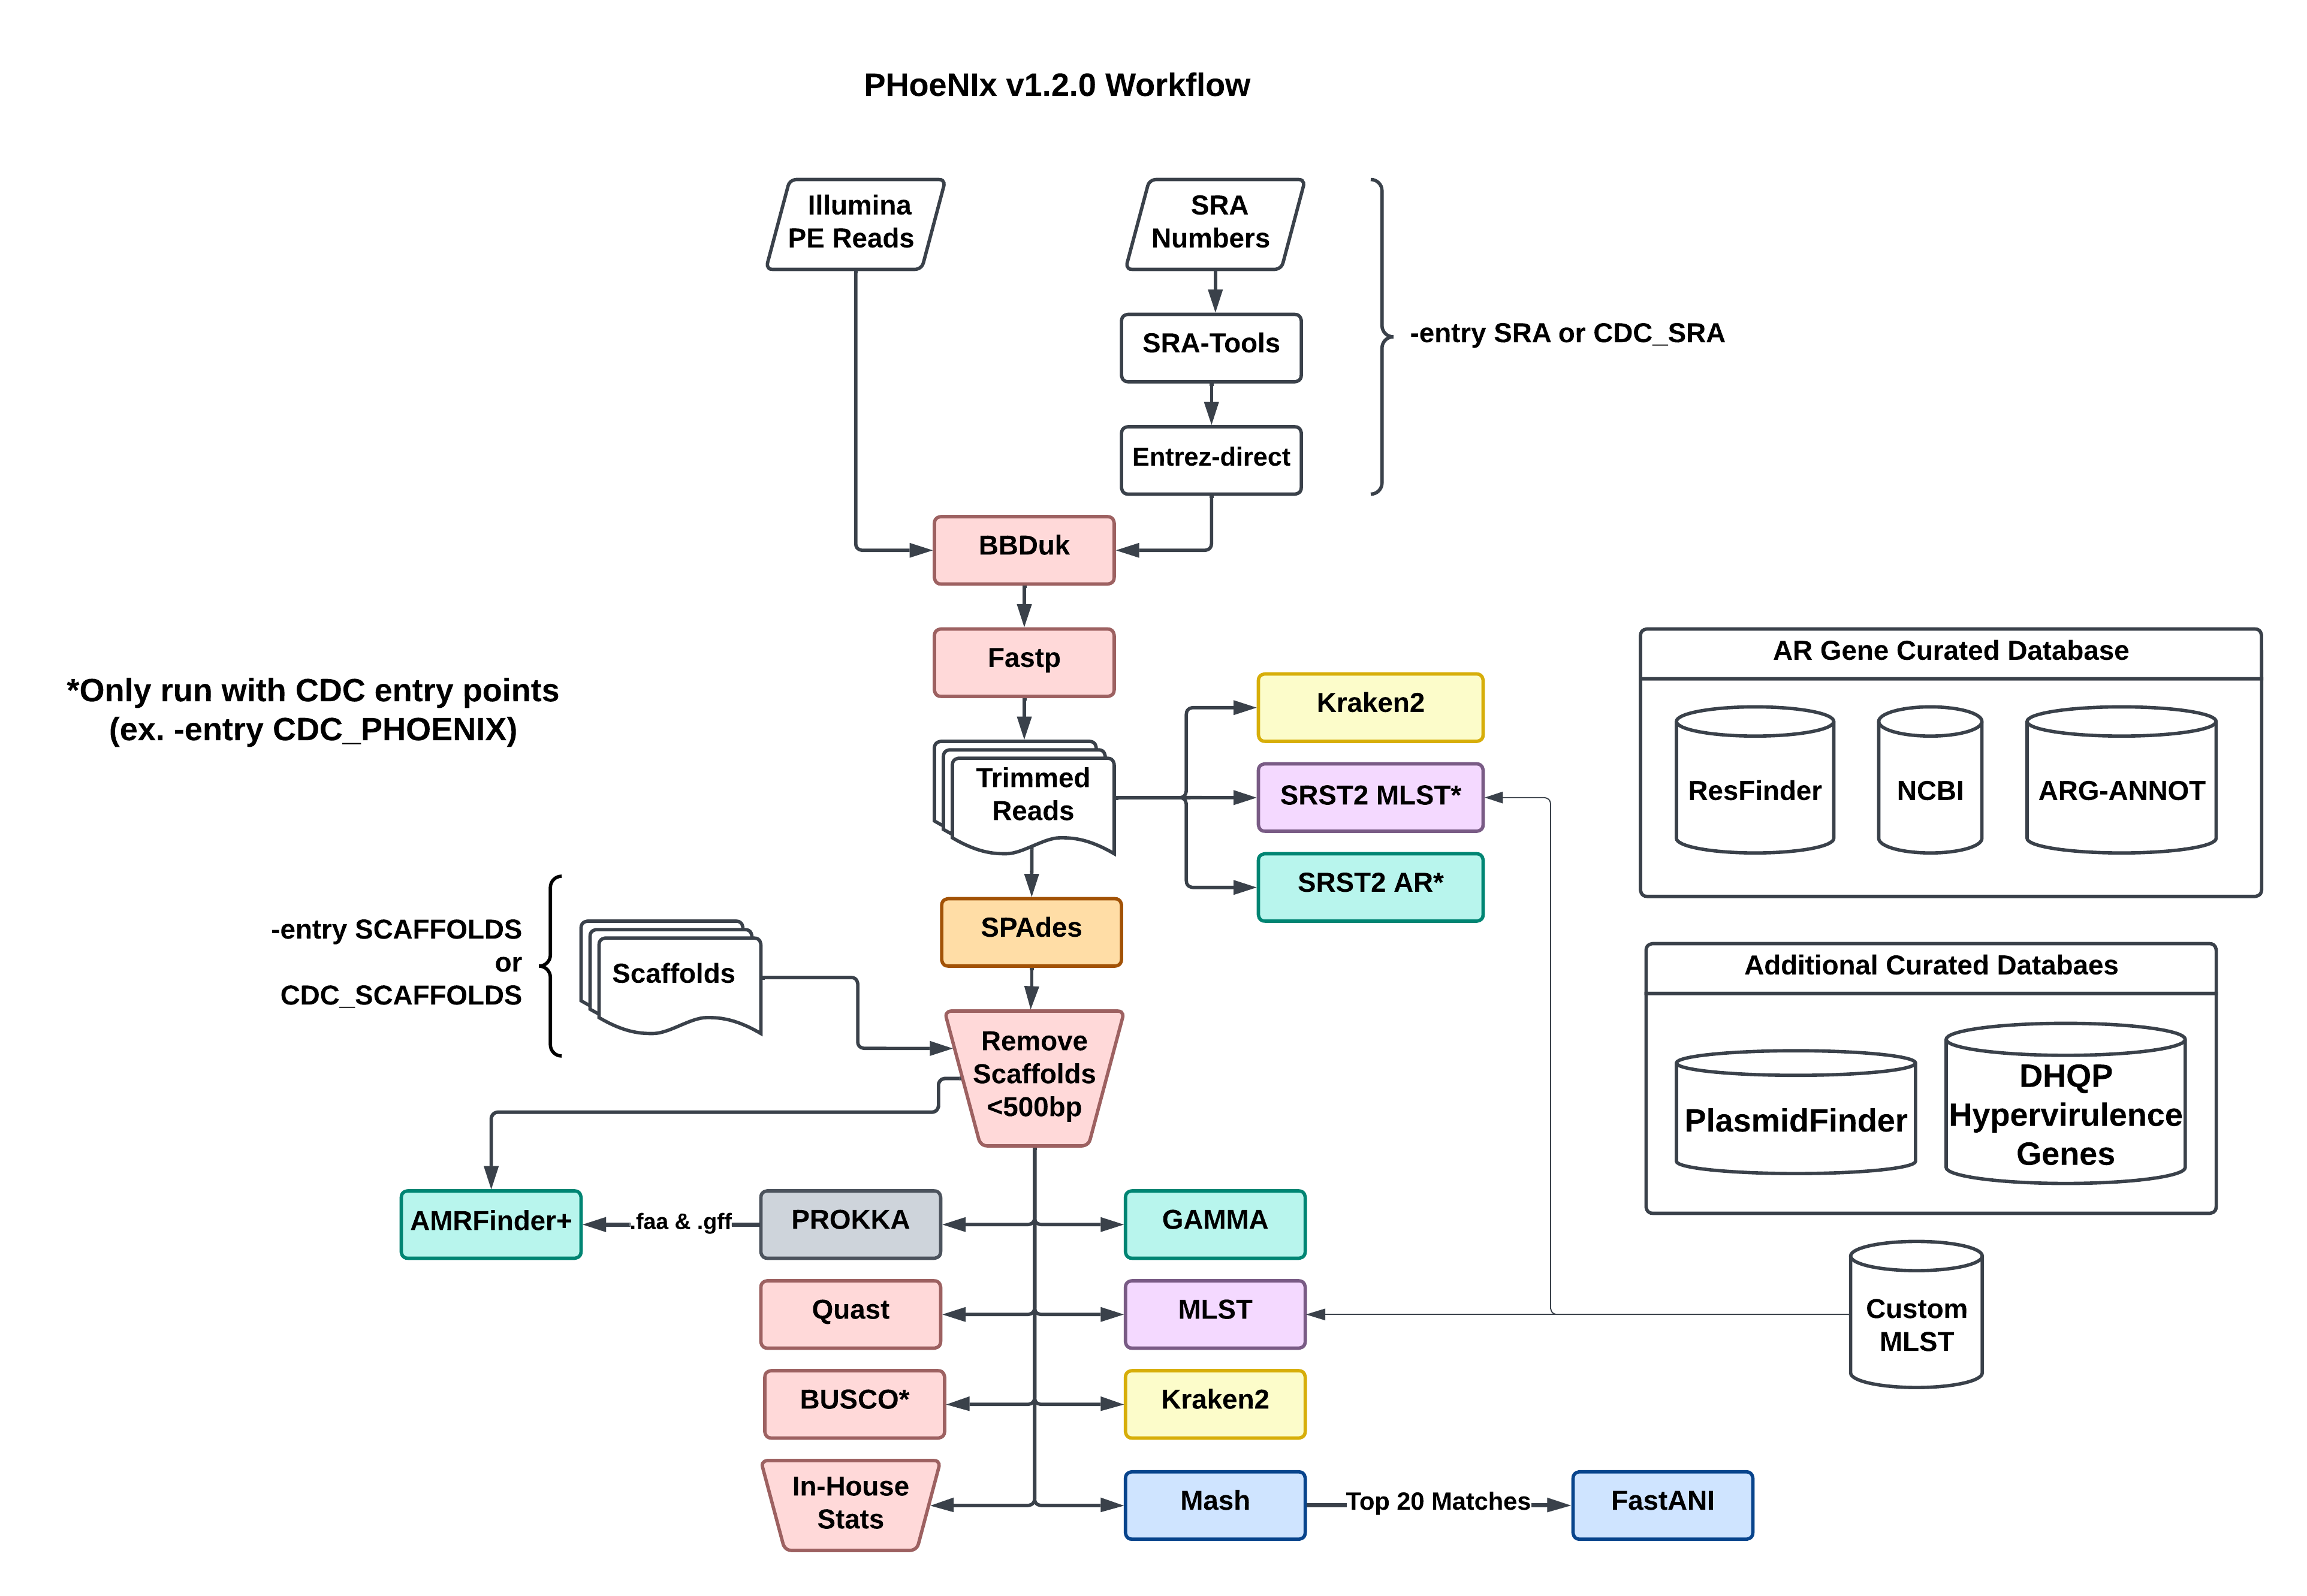 PHoeNIx v1.2.0 Workflow
Illumina
PE Reads
SRA
Numbers
SRA-Tools
-entry SRA or CDC_SRA
Entrez-direct
BBDuk
Fastp
*Only run with CDC entry points
(ex. -entry CDC_PHOENIX)
Trimmed
Reads
Kraken2
SRST2 MLST*
SRST2 AR*
AR Gene Curated Database
ResFinder
NCBI
ARG-ANNOT
-entry SCAFFOLDS
or
CDC_SCAFFOLDS
Scaffolds
SPAdes
Remove
Scaffolds
<500bp
Additional Curated Databaes
PlasmidFinder
DHQP
Hypervirulence
Genes
AMRFinder+
.faa & .gff
PROKKA
GAMMA
Quast
MLST
Custom
MLST
BUSCO*
Kraken2
In-House
Stats
Mash
Top 20 Matches
FastANI